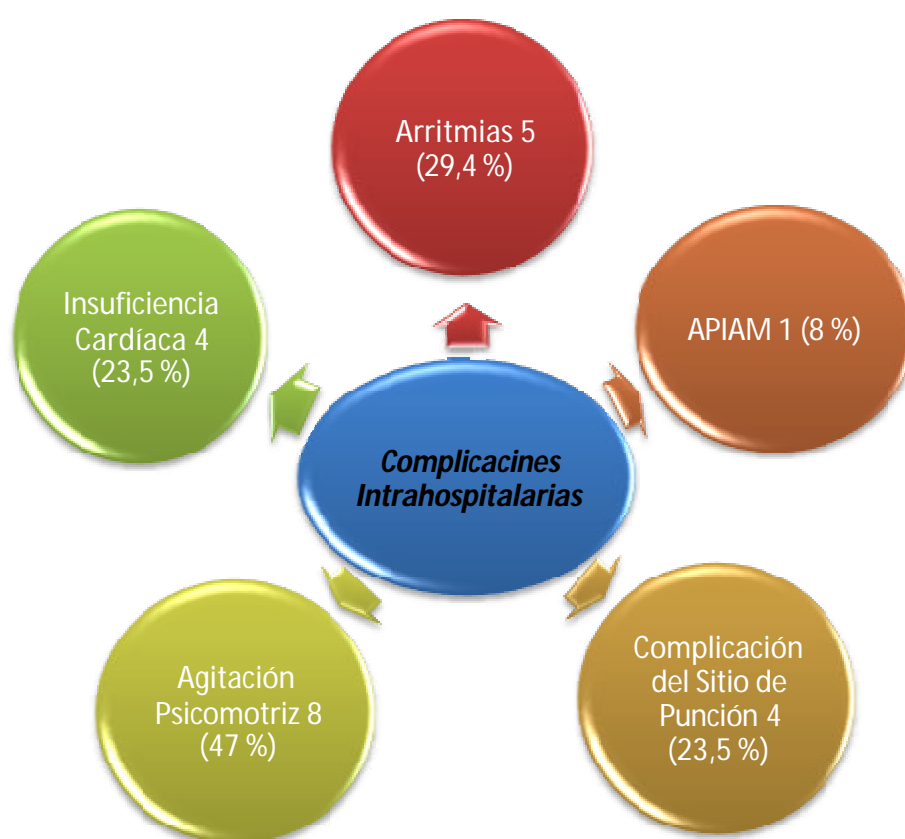 Arritmias 5
(29,4 %)
Insuficiencia
Cardíaca 4
(23,5 %)
APIAM 1 (8 %)
Complicacines
Intrahospitalarias
Agitación
Psicomotriz 8
(47 %)
Complicación
del Sitio de
Punción 4
(23,5 %)